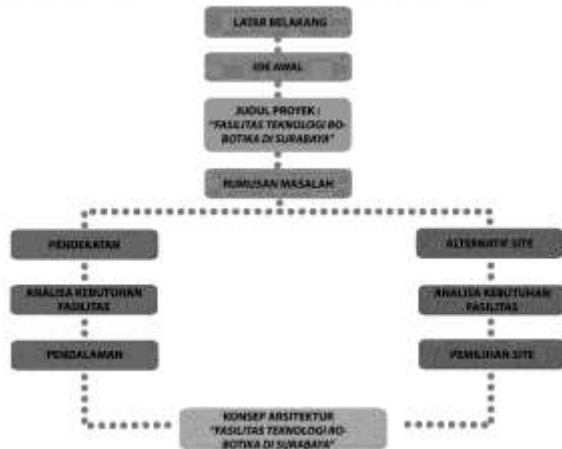 LATAR BELAKANG
IDE AWAL
JUDUL PROYEK :
"FASILITAS TEKNOLOGI RO-
BOTIKA DI SURABAYA"
RUMUSAN MASALAH
PENDEKATAN
ANALISA KEBUTUHAN
FASILITAS
PENDALAMAN
ALTERNATIF SITE
ANALISA KEBUTUHAN
FASILITAS
PEMILIHAN SITE
KONSEP ARSITEKTUR
"FASILITAS TEKNOLOGI RO-
BOTIKA DI SURABAYA"